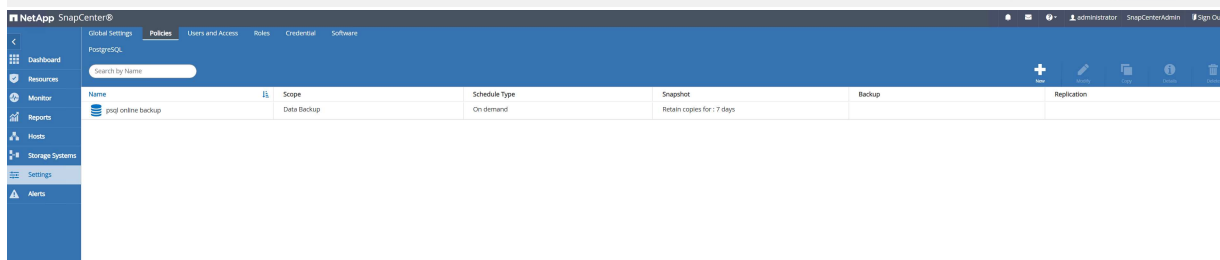 NetApp SnapCenter®
administrator SnapCenterAdmin Sign Ou
Global Settings Policies Users and Access Roles Credential Software
PostgreSQL
Search by Name
New Modify Copy Details Delete
Dashboard
Resources
Monitor
Reports
Hosts
Storage Systems
Settings
Alerts
Name Scope Schedule Type Snapshot Backup Replication
psql online backup Data Backup On demand Retain copies for : 7 days